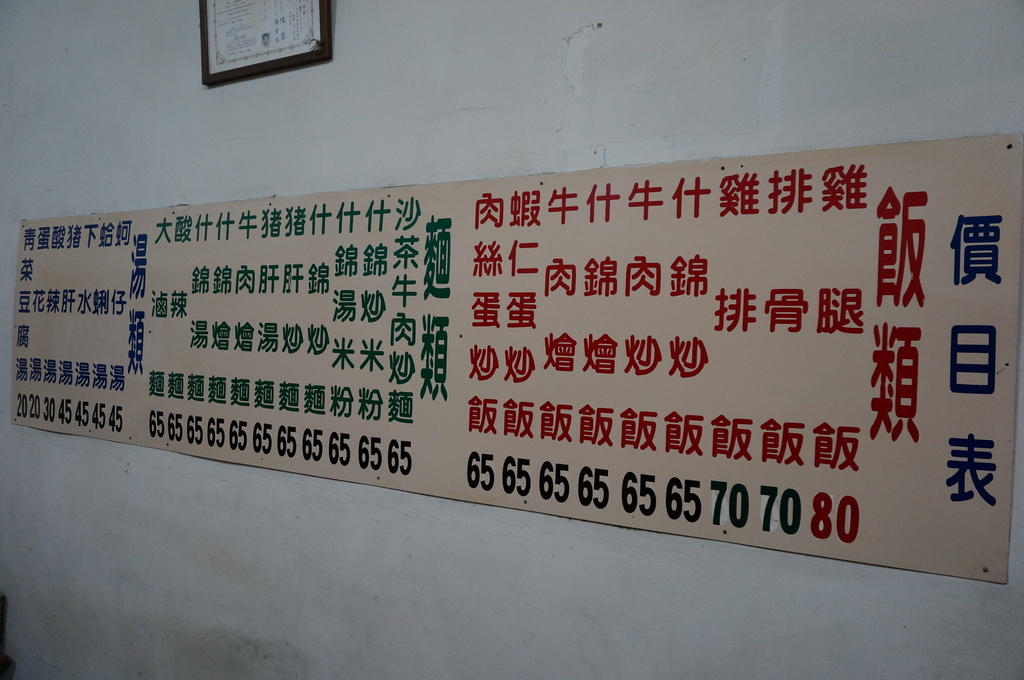 價目表
飯類
雞腿飯 80
排骨飯 70
雞排飯 70
什錦炒飯 65
牛肉炒飯 65
什錦燴飯 65
牛肉燴飯 65
蝦仁蛋炒飯 65
肉絲蛋炒飯 65
麵類
沙茶牛肉炒麵 65
什錦炒米粉 65
什錦湯米粉 65
什錦炒麵 65
猪肝炒麵 65
猪肝湯麵 65
牛肉燴麵 65
什錦燴麵 65
什錦湯麵 65
酸辣麵 65
大滷麵 65
湯類
蚵仔湯 45
蛤蜊湯 45
下水湯 45
猪肝湯 45
酸辣湯 30
蛋花湯 20
靑菜豆腐湯 20